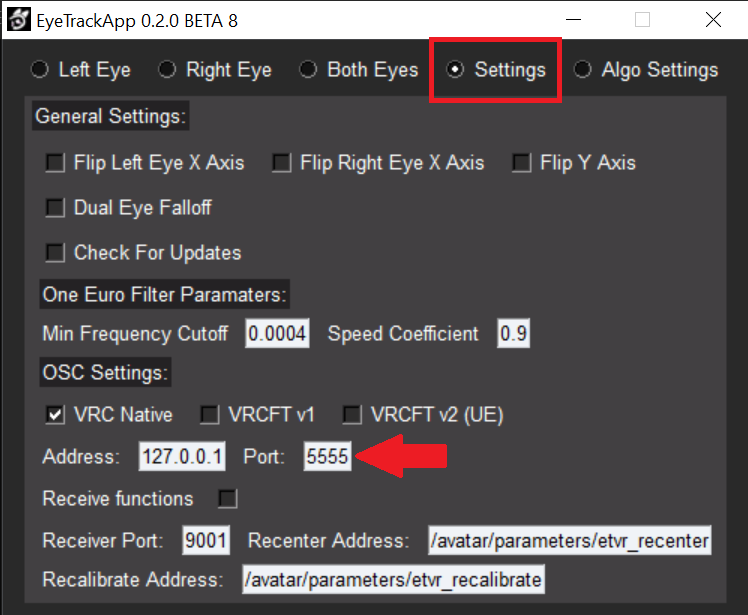 EyeTrackApp 0.2.0 BETA 8
Left Eye Right Eye Both Eyes Settings Algo Settings
General Settings:
Flip Left Eye X Axis Flip Right Eye X Axis Flip Y Axis
Dual Eye Falloff
Check For Updates
One Euro Filter Paramaters:
Min Frequency Cutoff 0.0004 Speed Coefficient 0.9
OSC Settings:
VRC Native VRCFT v1 VRCFT v2 (UE)
Address: 127.0.0.1 Port: 5555
Receive functions
Receiver Port: 9001 Recenter Address: /avatar/parameters/etvr_recenter
Recalibrate Address: /avatar/parameters/etvr_recalibrate